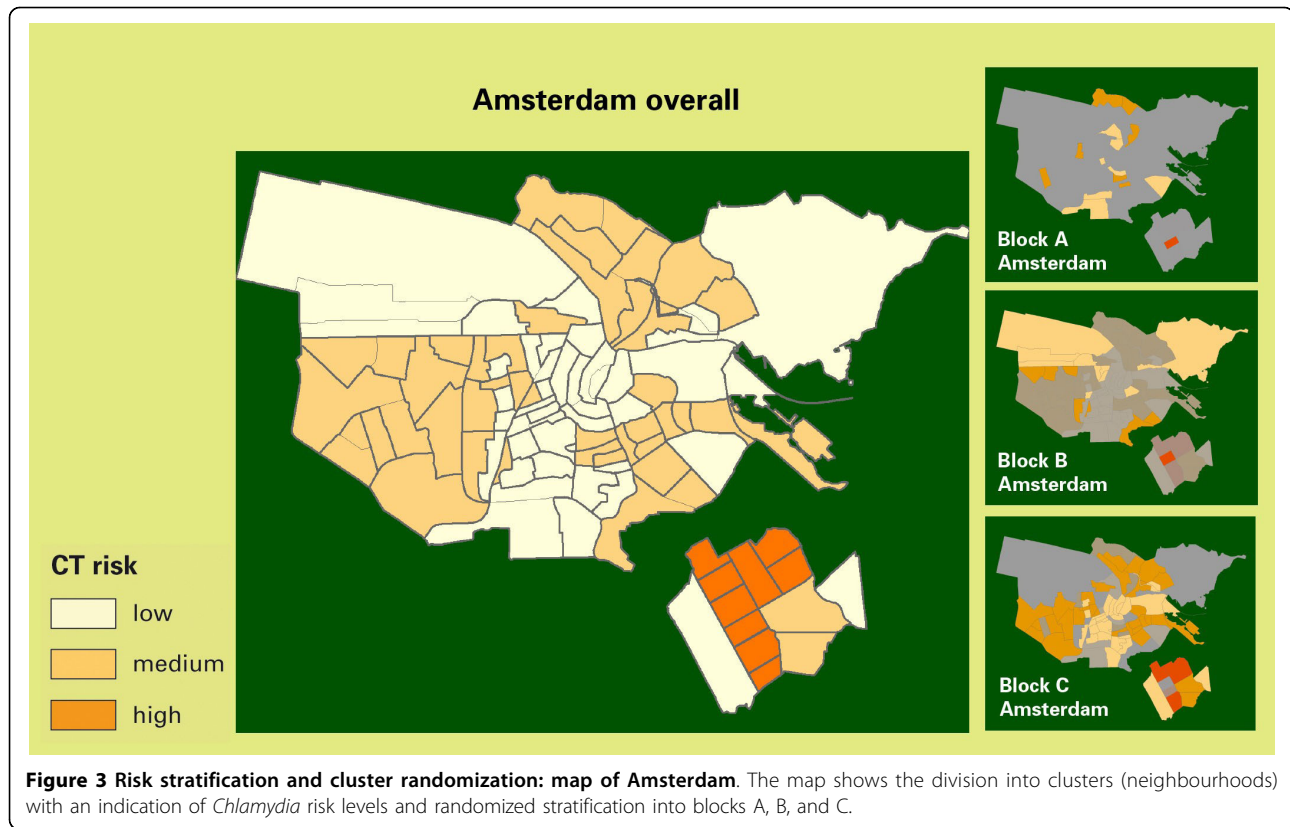 Amsterdam overall
Block A
Amsterdam
Block B
Amsterdam
Block C
Amsterdam
CT risk
low
medium
high
Figure 3 Risk stratification and cluster randomization: map of Amsterdam. The map shows the division into clusters (neighbourhoods)
with an indication of Chlamydia risk levels and randomized stratification into blocks A, B, and C.